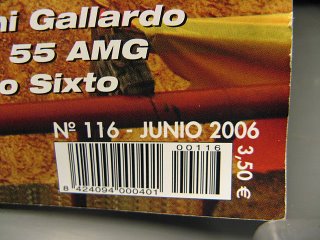 ni Gallardo
55 AMG
o Sixto
Nº 116 - JUNIO 2006
3,50 €
00116
8 424094 000401